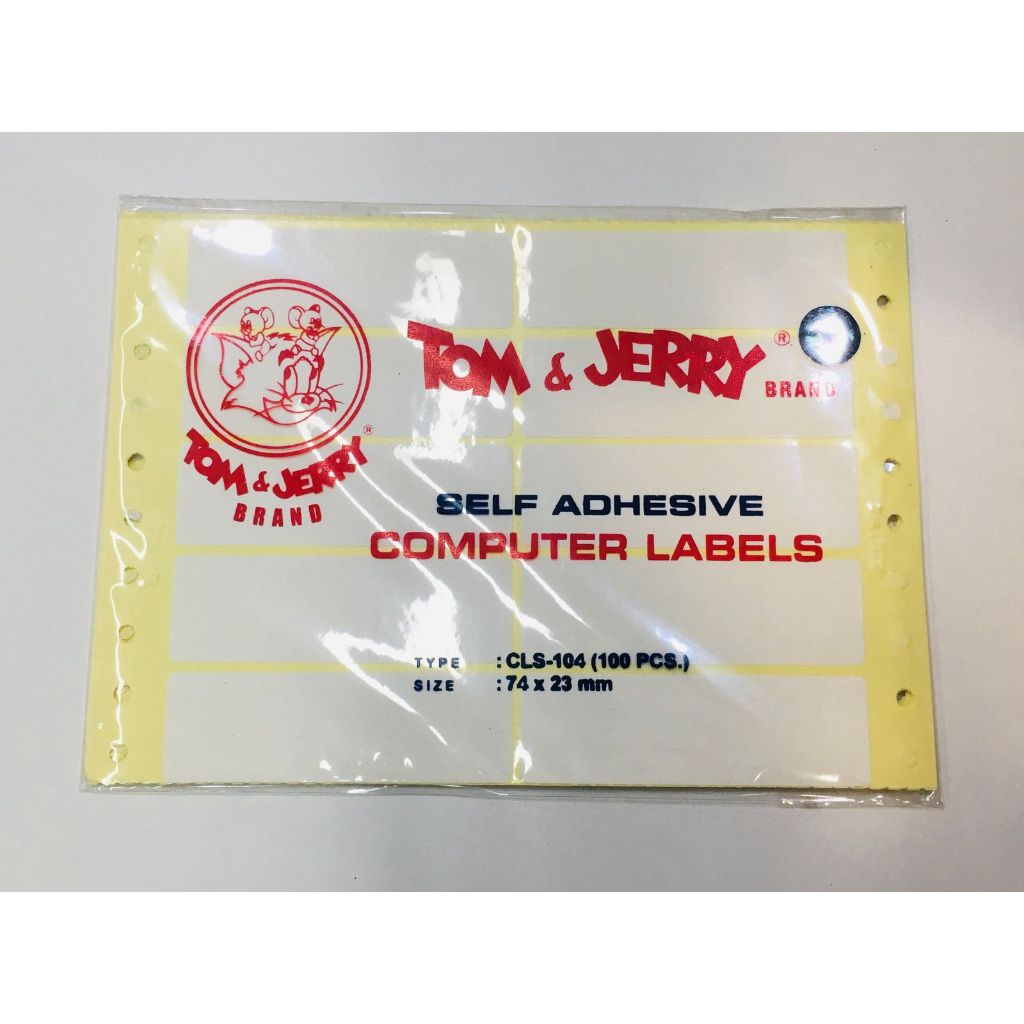 TOM & JERRY ®
BRAND
TOM & JERRY ®
BRAND
SELF ADHESIVE
COMPUTER LABELS
TYPE : CLS-104 (100 PCS.)
SIZE : 74 x 23 mm